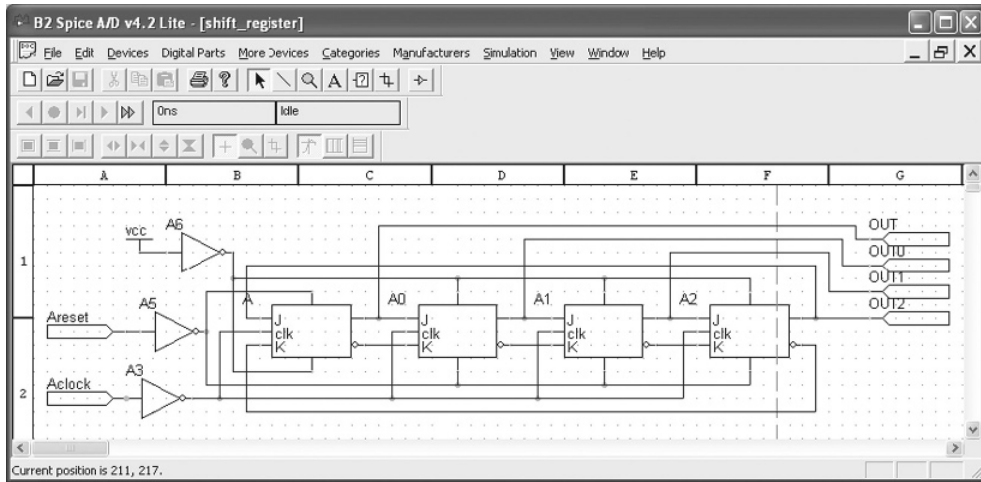 B2 Spice A/D v4.2 Lite - [shift_register]
File Edit Devices Digital Parts More Devices Categories Manufacturers Simulation View Window Help
0ns Idle
A B C D E F G
A6 OUT
vcc OUT0
1 OUT1
A5 A A0 A1 A2 OUT2
Areset J J J J
clk clk clk clk
K K K K
A3
Aclock
2
Current position is 211, 217.